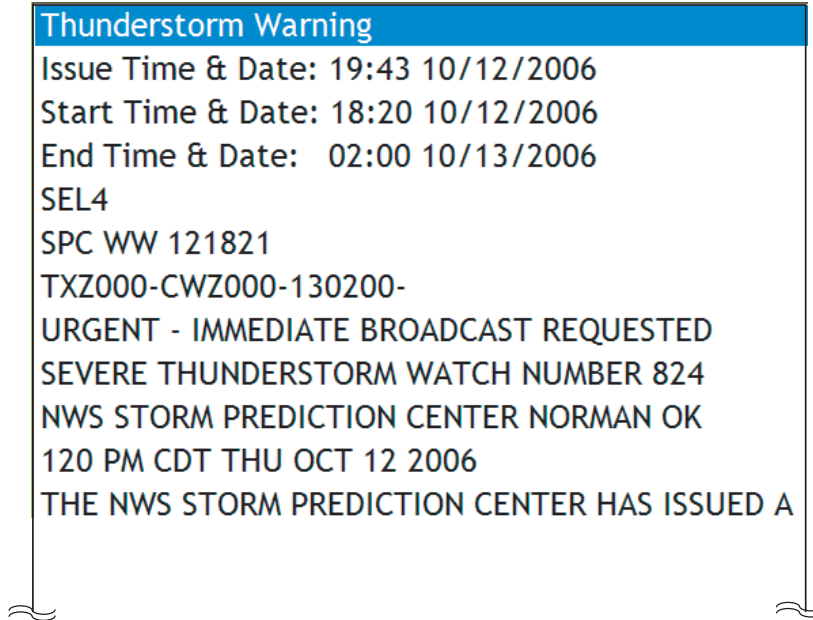 Thunderstorm Warning
Issue Time & Date: 19:43 10/12/2006
Start Time & Date: 18:20 10/12/2006
End Time & Date: 02:00 10/13/2006
SEL4
SPC WW 121821
TXZ000-CWZ000-130200-
URGENT - IMMEDIATE BROADCAST REQUESTED
SEVERE THUNDERSTORM WATCH NUMBER 824
NWS STORM PREDICTION CENTER NORMAN OK
120 PM CDT THU OCT 12 2006
THE NWS STORM PREDICTION CENTER HAS ISSUED A